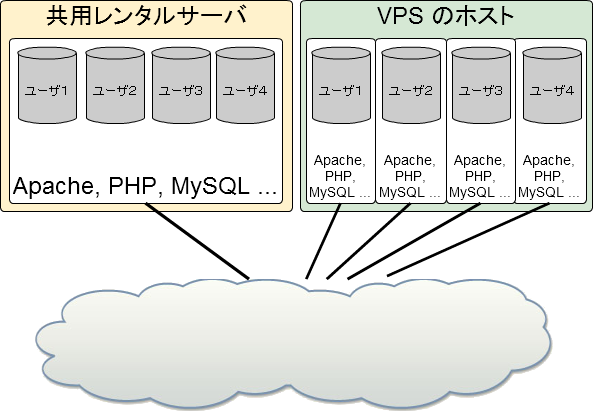 共用レンタルサーバ
ユーザ1
ユーザ2
ユーザ3
ユーザ4
Apache, PHP, MySQL ...
VPS のホスト
ユーザ1
ユーザ2
ユーザ3
ユーザ4
Apache,
PHP,
MySQL ...
Apache,
PHP,
MySQL ...
Apache,
PHP,
MySQL ...
Apache,
PHP,
MySQL ...